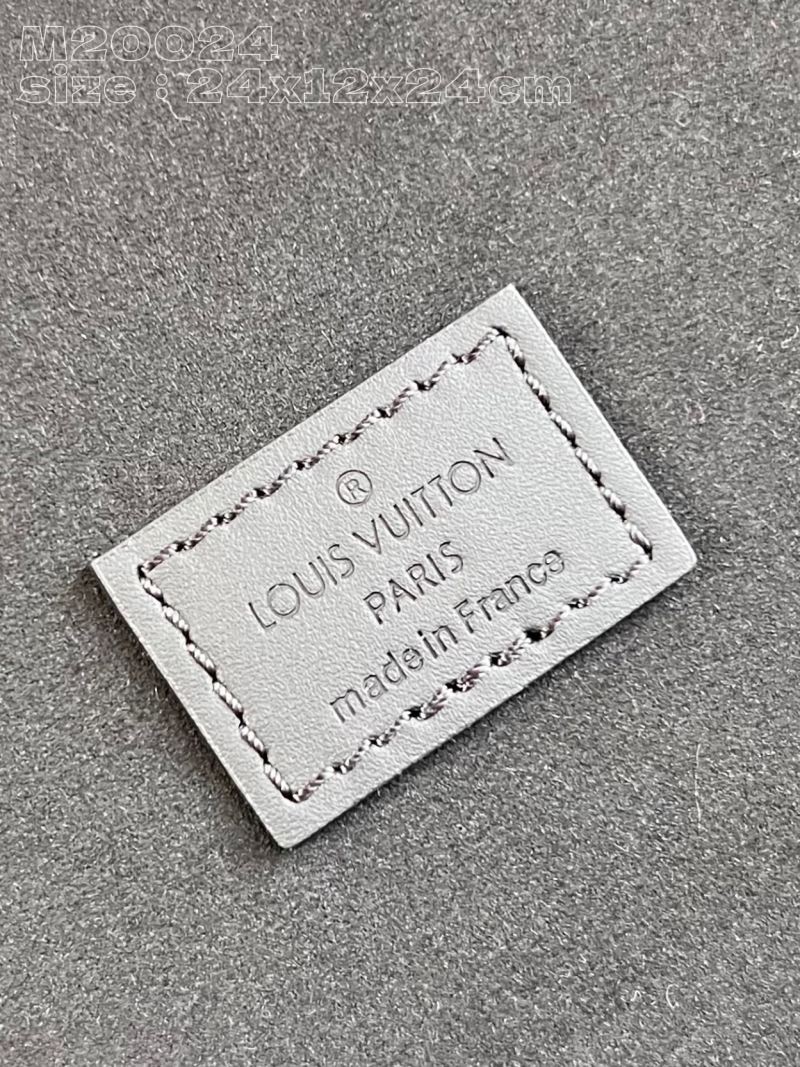 M20024
size : 24x12x24cm
®
LOUIS VUITTON
PARIS
made in France